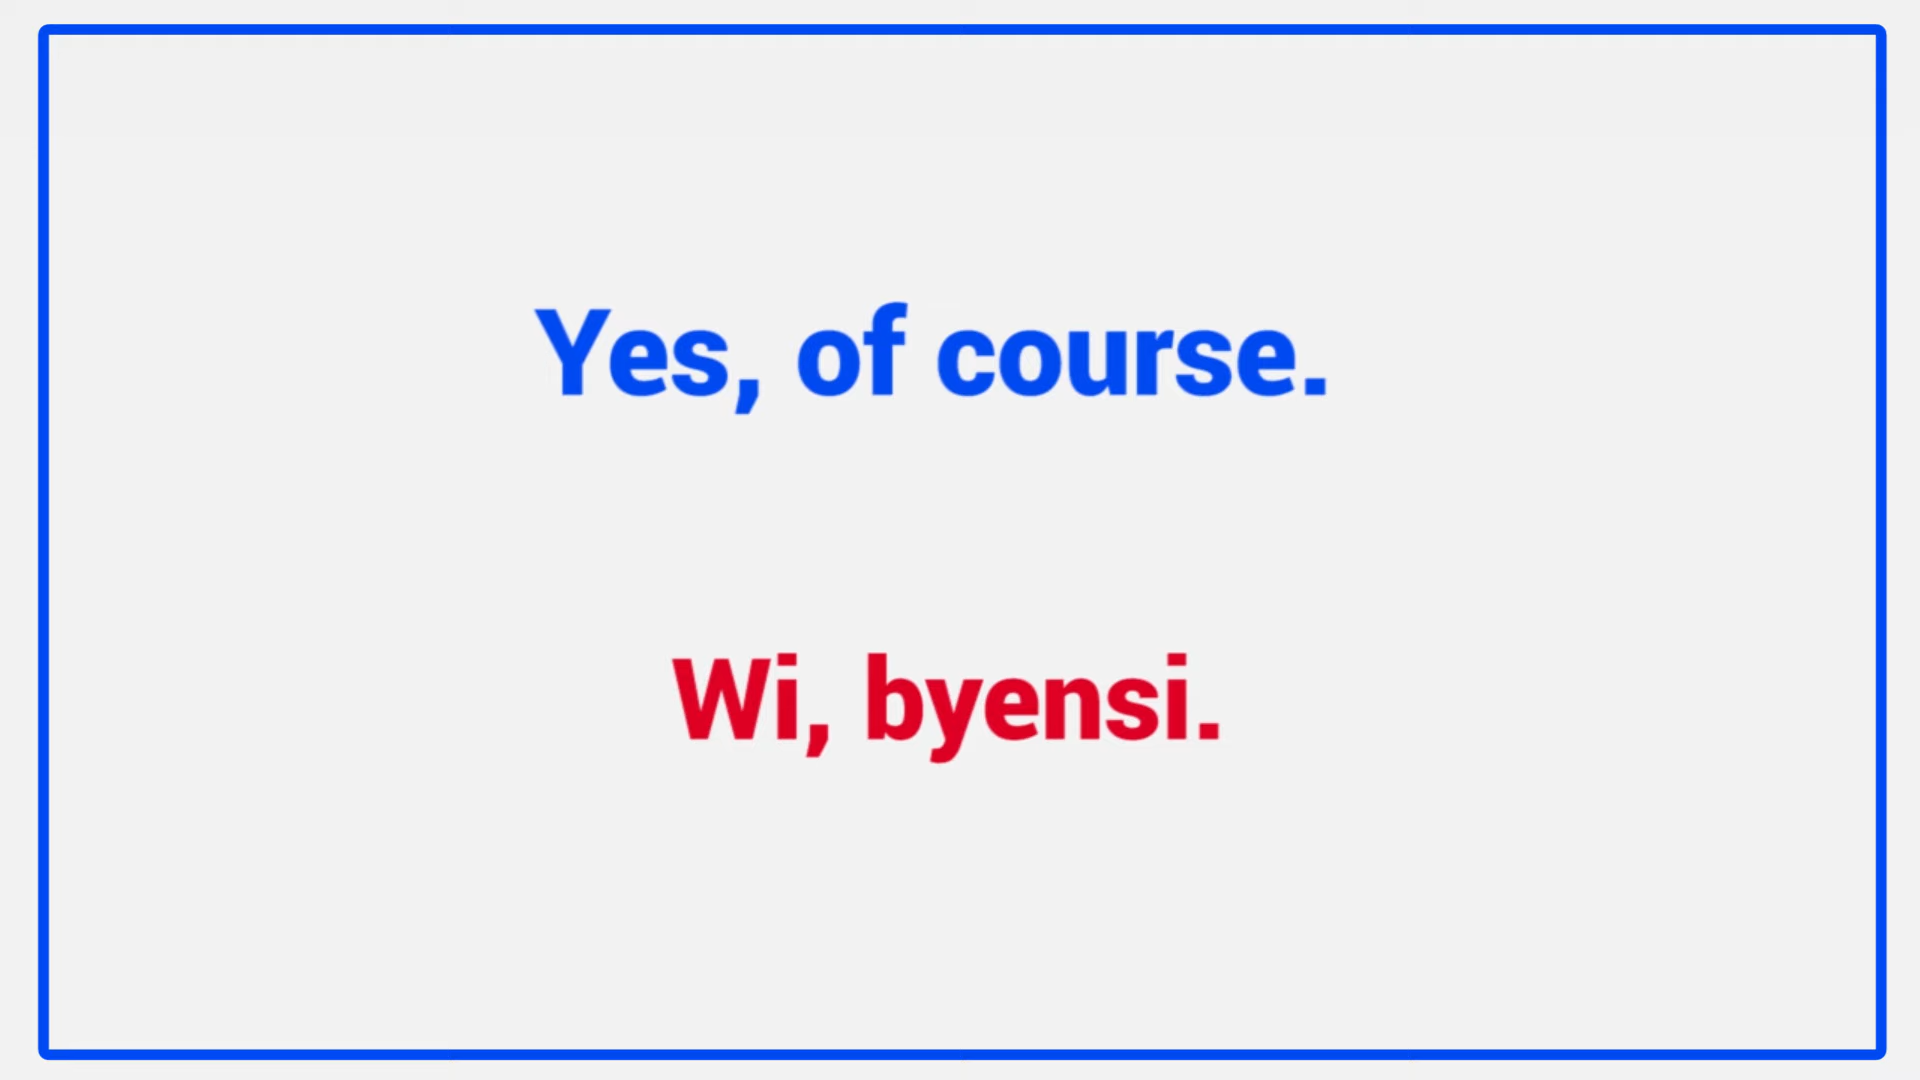 Yes, of course.
Wi, byensi.